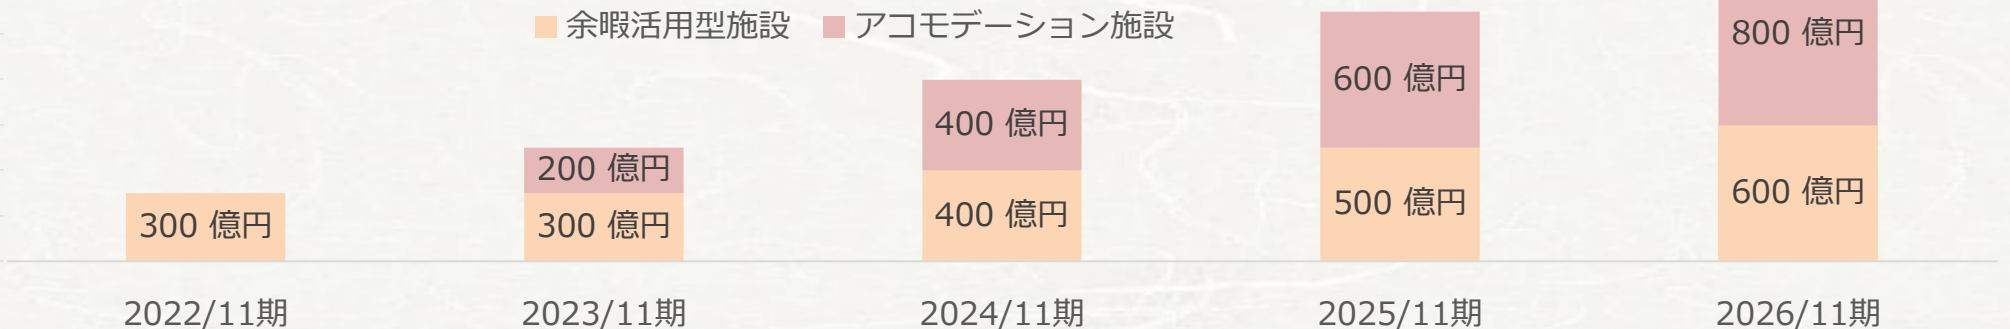 余暇活用型施設 アコモデーション施設
800 億円
600 億円
400 億円
200 億円
600 億円
500 億円
400 億円
300 億円
300 億円
2022/11期 2023/11期 2024/11期 2025/11期 2026/11期